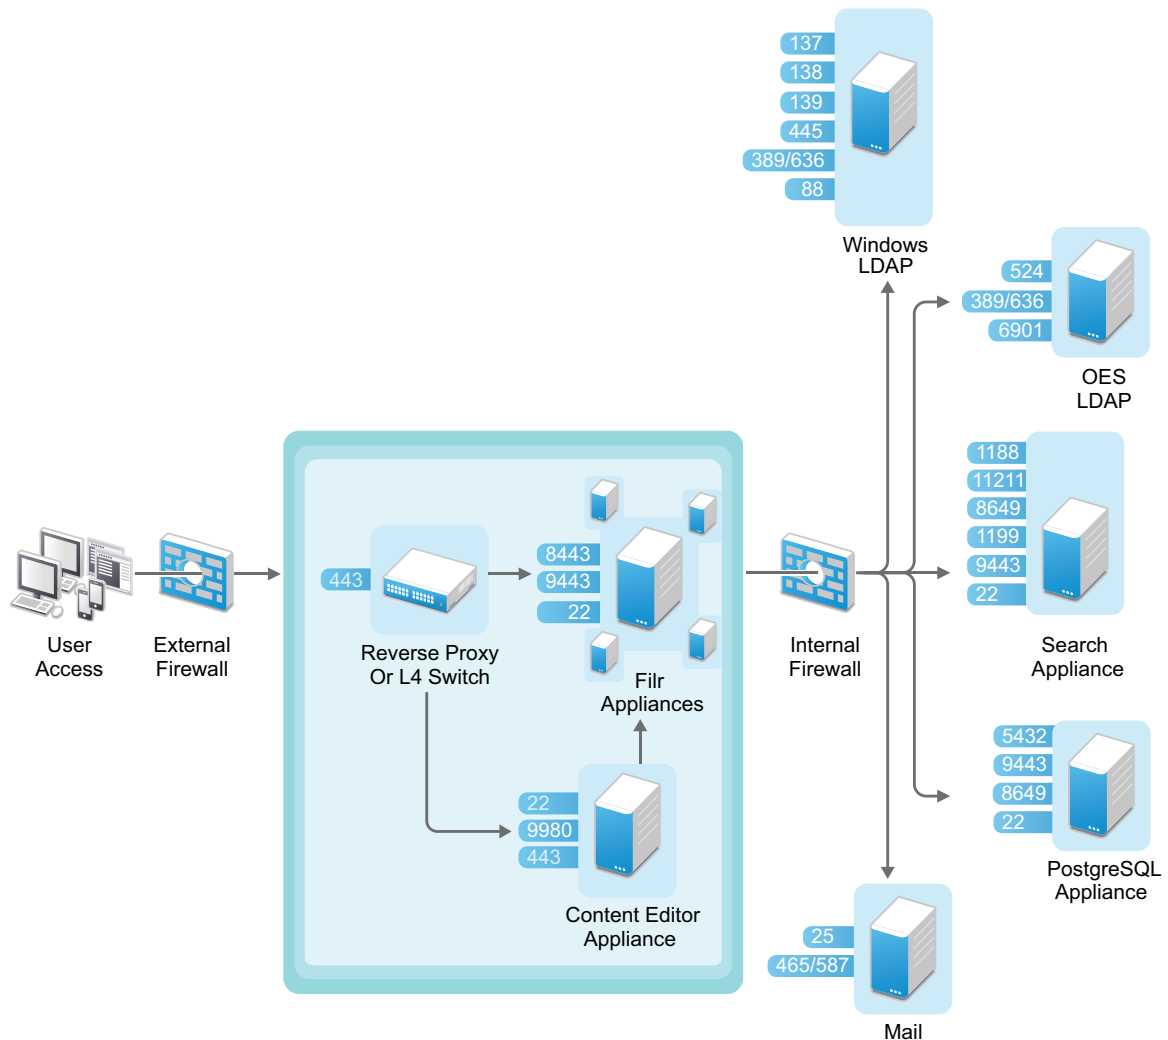 137
138
139
445
389/636
88
Windows
LDAP
524
389/636
6901
OES
LDAP
1188
11211
8649
1199
9443
22
Search
Appliance
User
Access
External
Firewall
443
Reverse Proxy
Or L4 Switch
8443
9443
22
Filr
Appliances
Internal
Firewall
22
9980
443
Content Editor
Appliance
5432
9443
8649
22
PostgreSQL
Appliance
25
465/587
Mail